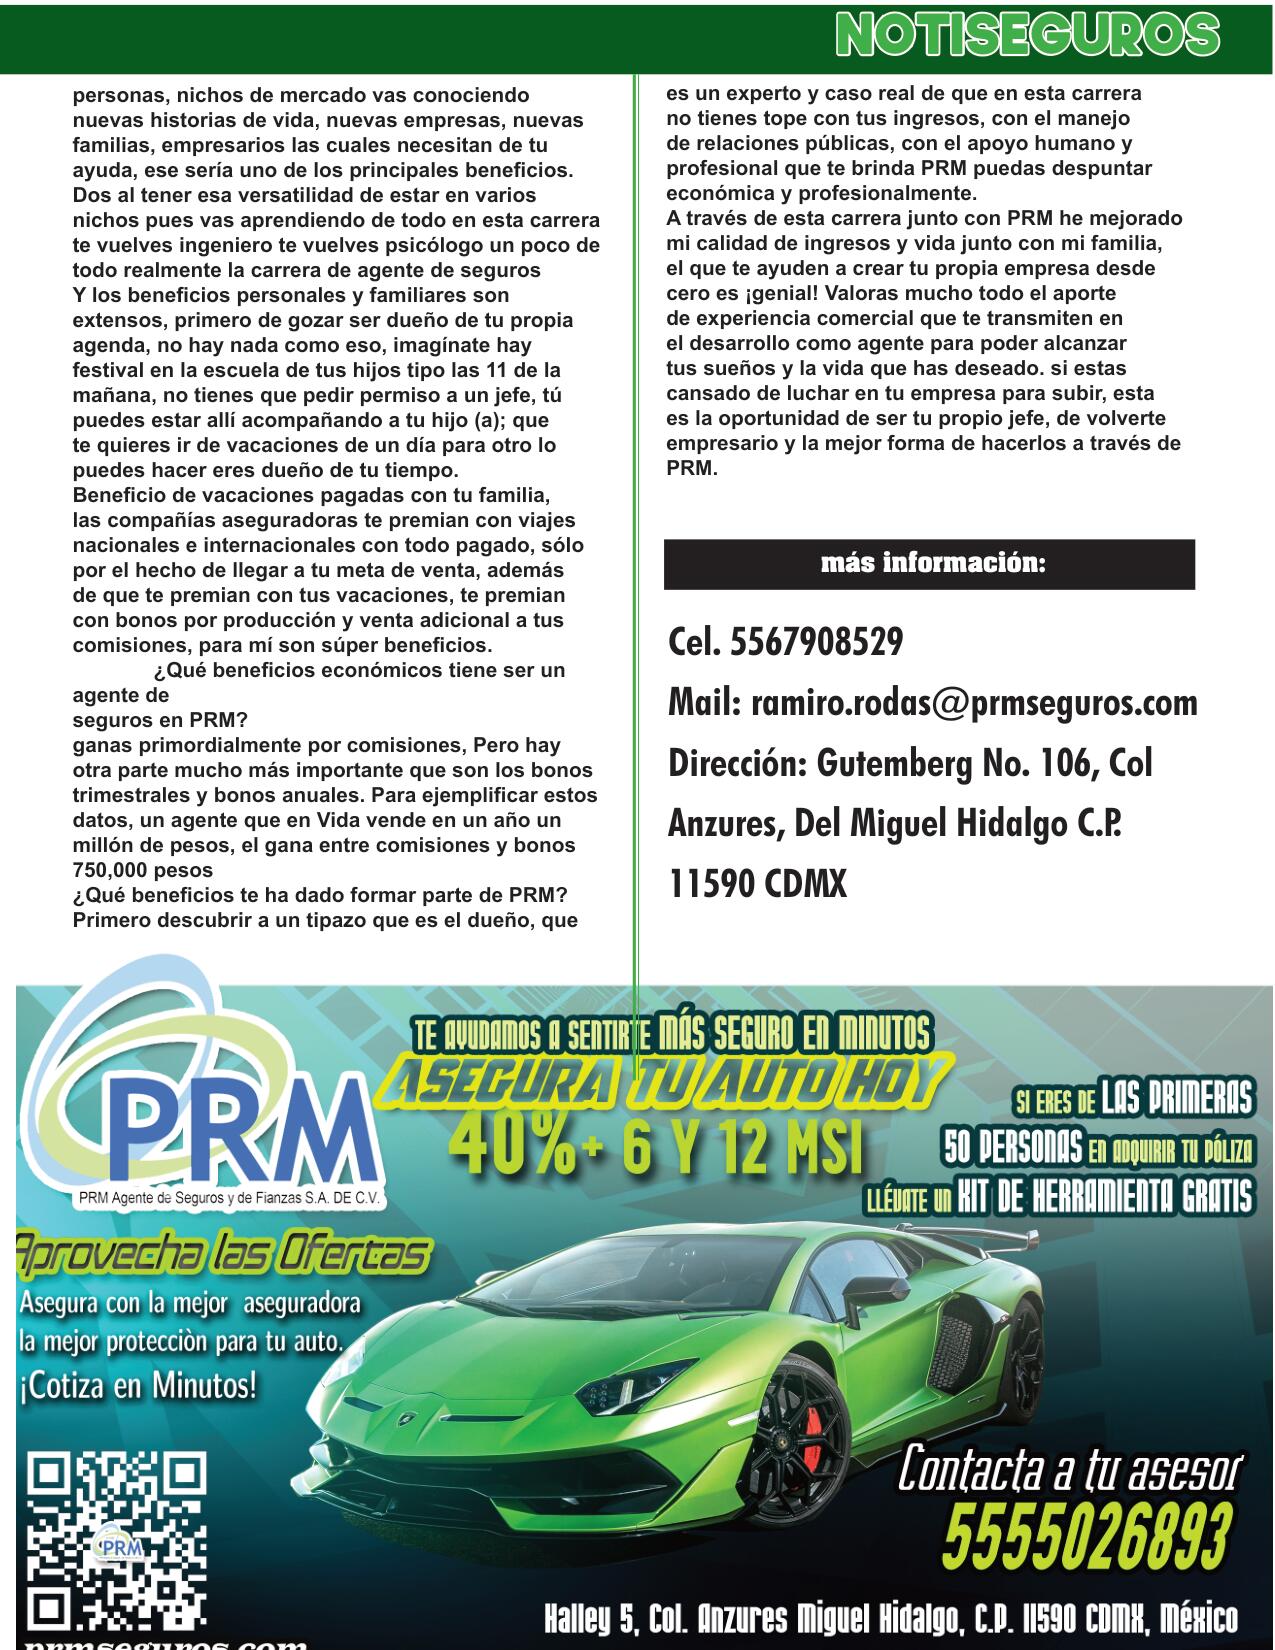 NOTISEGUROS
personas, nichos de mercado vas conociendo
nuevas historias de vida, nuevas empresas, nuevas
familias, empresarios las cuales necesitan de tu
ayuda, ese sería uno de los principales beneficios.
Dos al tener esa versatilidad de estar en varios
nichos pues vas aprendiendo de todo en esta carrera
te vuelves ingeniero te vuelves psicólogo un poco de
todo realmente la carrera de agente de seguros
Y los beneficios personales y familiares son
extensos, primero de gozar ser dueño de tu propia
agenda, no hay nada como eso, imagínate hay
festival en la escuela de tus hijos tipo las 11 de la
mañana, no tienes que pedir permiso a un jefe, tú
puedes estar allí acompañando a tu hijo (a); que
te quieres ir de vacaciones de un día para otro lo
puedes hacer eres dueño de tu tiempo.
Beneficio de vacaciones pagadas con tu familia,
las compañías aseguradoras te premian con viajes
nacionales e internacionales con todo pagado, sólo
por el hecho de llegar a tu meta de venta, además
de que te premian con tus vacaciones, te premian
con bonos por producción y venta adicional a tus
comisiones, para mí son súper beneficios.
¿Qué beneficios económicos tiene ser un
agente de
seguros en PRM?
ganas primordialmente por comisiones, Pero hay
otra parte mucho más importante que son los bonos
trimestrales y bonos anuales. Para ejemplificar estos
datos, un agente que en Vida vende en un año un
millón de pesos, el gana entre comisiones y bonos
750,000 pesos
¿Qué beneficios te ha dado formar parte de PRM?
Primero descubrir a un tipazo que es el dueño, que
es un experto y caso real de que en esta carrera
no tienes tope con tus ingresos, con el manejo
de relaciones públicas, con el apoyo humano y
profesional que te brinda PRM puedas despuntar
económica y profesionalmente.
A través de esta carrera junto con PRM he mejorado
mi calidad de ingresos y vida junto con mi familia,
el que te ayuden a crear tu propia empresa desde
cero es ¡genial! Valoras mucho todo el aporte
de experiencia comercial que te transmiten en
el desarrollo como agente para poder alcanzar
tus sueños y la vida que has deseado. si estas
cansado de luchar en tu empresa para subir, esta
es la oportunidad de ser tu propio jefe, de volverte
empresario y la mejor forma de hacerlos a través de
PRM.
más información:
Cel. 5567908529
Mail: ramiro.rodas@prmseguros.com
Dirección: Gutemberg No. 106, Col
Anzures, Del Miguel Hidalgo C.P.
11590 CDMX
PRM
PRM Agente de Seguros y de Fianzas S.A. DE C.V.
TE AYUDAMOS A SENTIRTE MÁS SEGURO EN MINUTOS
ASEGURA TU AUTO HOY
40%+ 6 Y 12 MSI
SI ERES DE LAS PRIMERAS
50 PERSONAS EN ADQUIRIR TU PÓLIZA
LLÉVATE UN KIT DE HERRAMIENTA GRATIS
Aprovecha las Ofertas
Asegura con la mejor aseguradora
la mejor protecciòn para tu auto.
¡Cotiza en Minutos!
PRM
prmseguros.com
Contacta a tu asesor
5555026893
Halley 5, Col. Anzures Miguel Hidalgo, C.P. 11590 CDMX, México